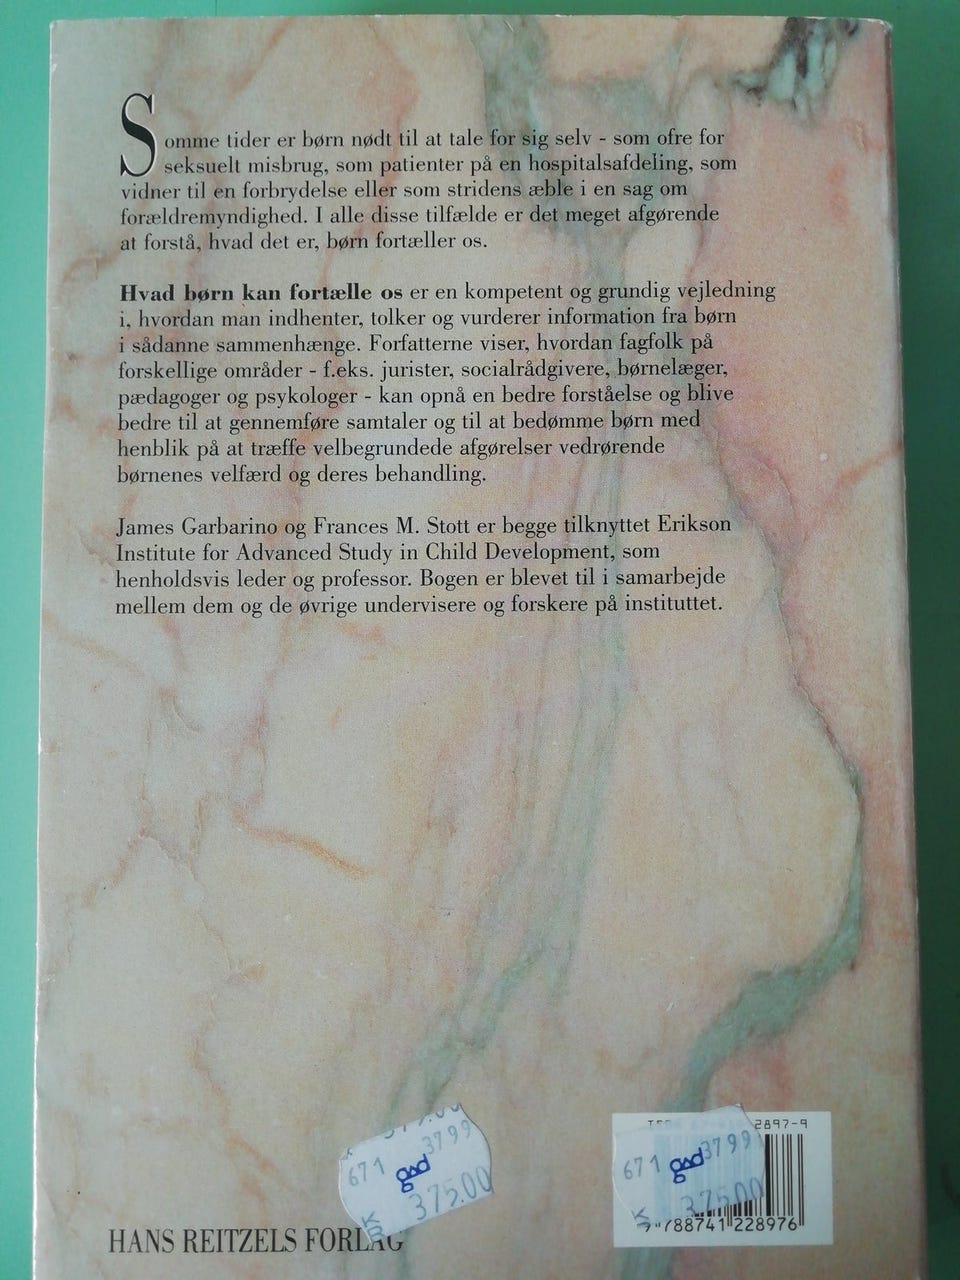 Somme tider er børn nødt til at tale for sig selv - som ofre for
seksuelt misbrug, som patienter på en hospitalsafdeling, som
vidner til en forbrydelse eller som stridens æble i en sag om
forældremyndighed. I alle disse tilfælde er det meget afgørende
at forstå, hvad det er, børn fortæller os.
Hvad børn kan fortælle os er en kompetent og grundig vejledning
i, hvordan man indhenter, tolker og vurderer information fra børn
i sådanne sammenhænge. Forfatterne viser, hvordan fagfolk på
forskellige områder - f.eks. jurister, socialrådgivere, børnelæger,
pædagoger og psykologer - kan opnå en bedre forståelse og blive
bedre til at gennemføre samtaler og til at bedømme børn med
henblik på at træffe velbegrundede afgørelser vedrørende
børnenes velfærd og deres behandling.
James Garbarino og Frances M. Stott er begge tilknyttet Erikson
Institute for Advanced Study in Child Development, som
henholdsvis leder og professor. Bogen er blevet til i samarbejde
mellem dem og de øvrige undervisere og forskere på instituttet.
671 gad 3799
375.00
2897-9
671 gad 3799
375.00
788741 228976
HANS REITZELS FORLAG